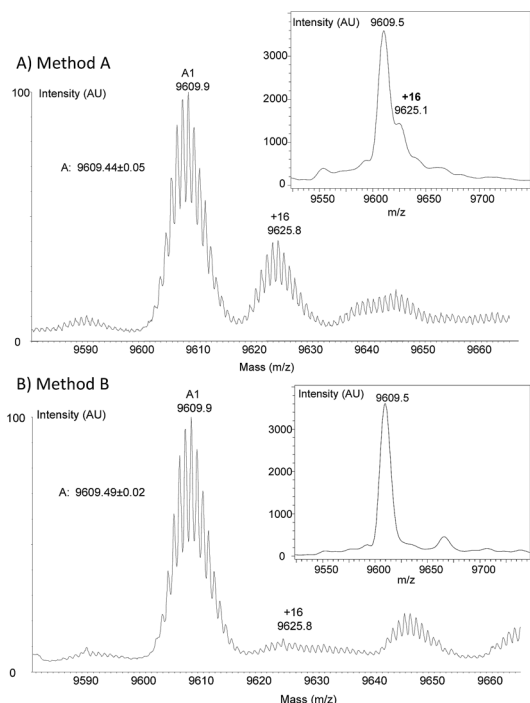 A) Method A
Intensity (AU)
A1
9609.9
100
A: 9609.44±0.05
+16
9625.8
0
9590 9600 9610 9620 9630 9640 9650 9660
Mass (m/z)
Intensity (AU)
9609.5
3000
+16
9625.1
2000
1000
0
9550 9600 9650 9700
m/z
B) Method B
Intensity (AU)
A1
9609.9
100
A: 9609.49±0.02
+16
9625.8
0
9590 9600 9610 9620 9630 9640 9650 9660
Mass (m/z)
Intensity (AU)
9609.5
3000
2000
1000
0
9550 9600 9650 9700
m/z